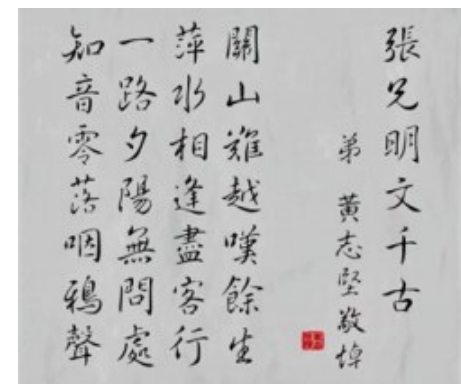 張兄明文千古
弟 黃志堅敬悼
關山難越嘆餘生
萍水相逢盡客行
一路夕陽無問處
知音零落咽鴉聲